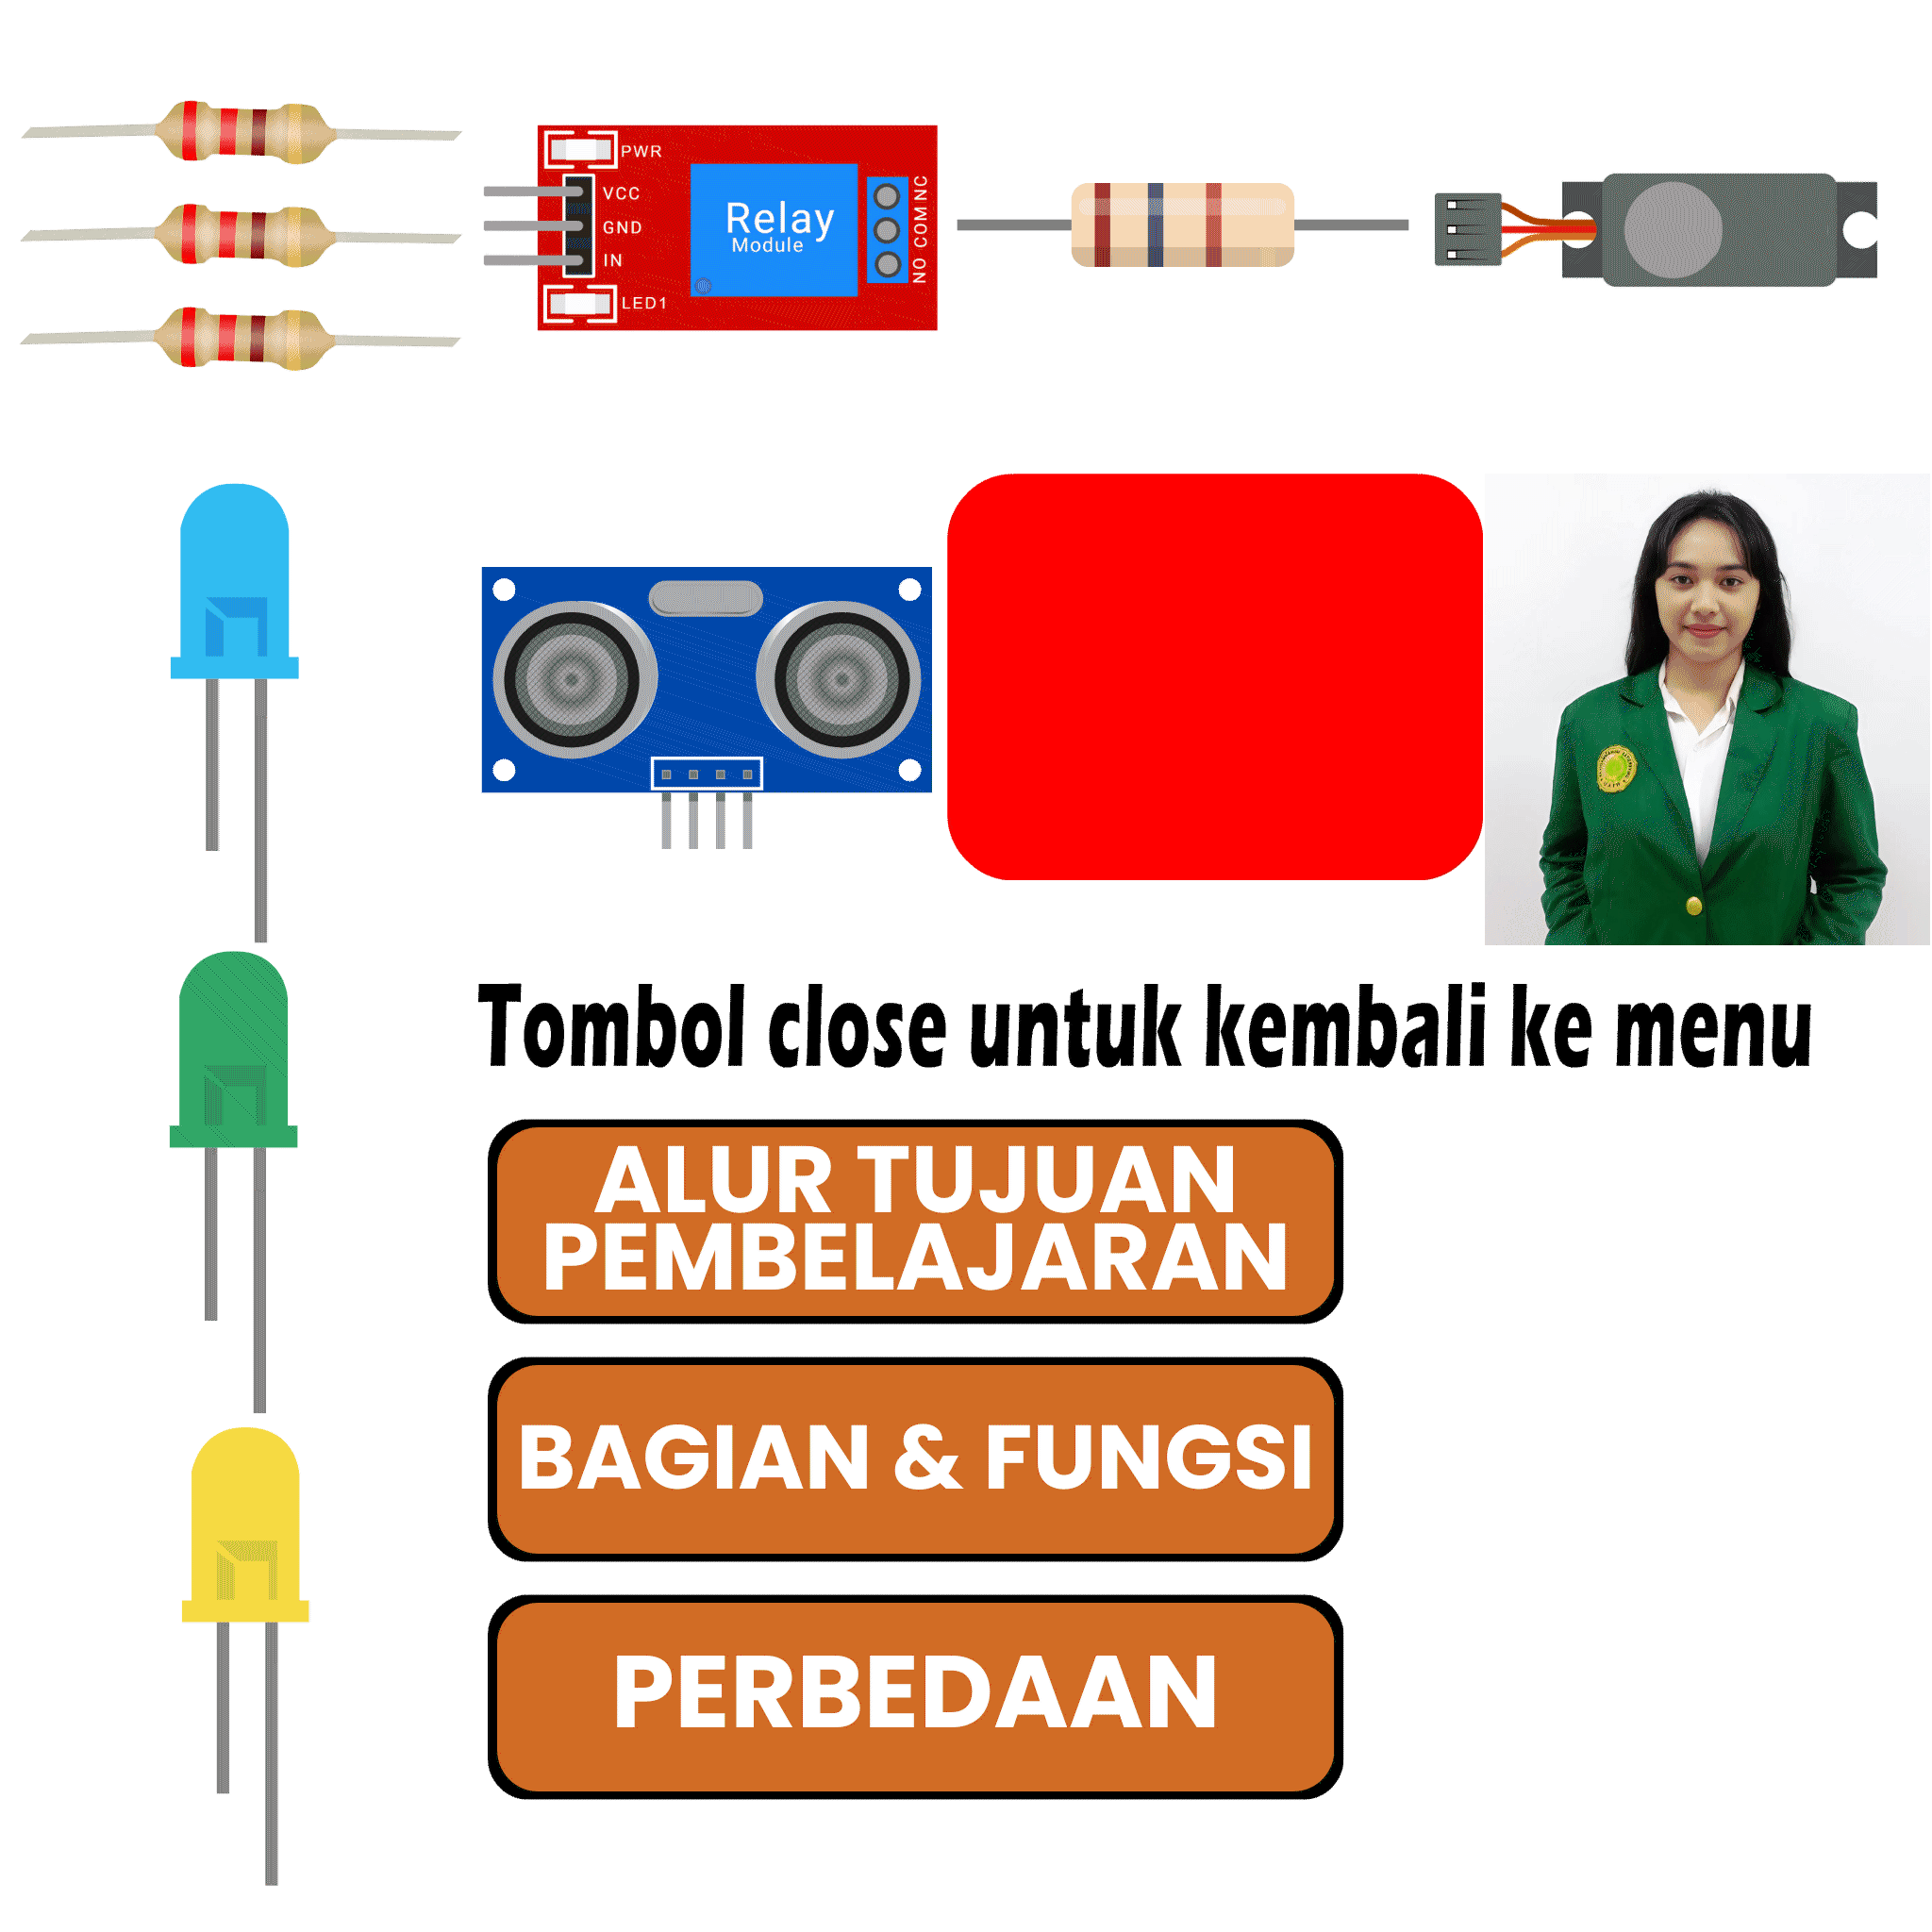 PWR
VCC
GND
IN
LED1
Relay
Module
NO COM NC
Tombol close untuk kembali ke menu
ALUR TUJUAN
PEMBELAJARAN
BAGIAN & FUNGSI
PERBEDAAN